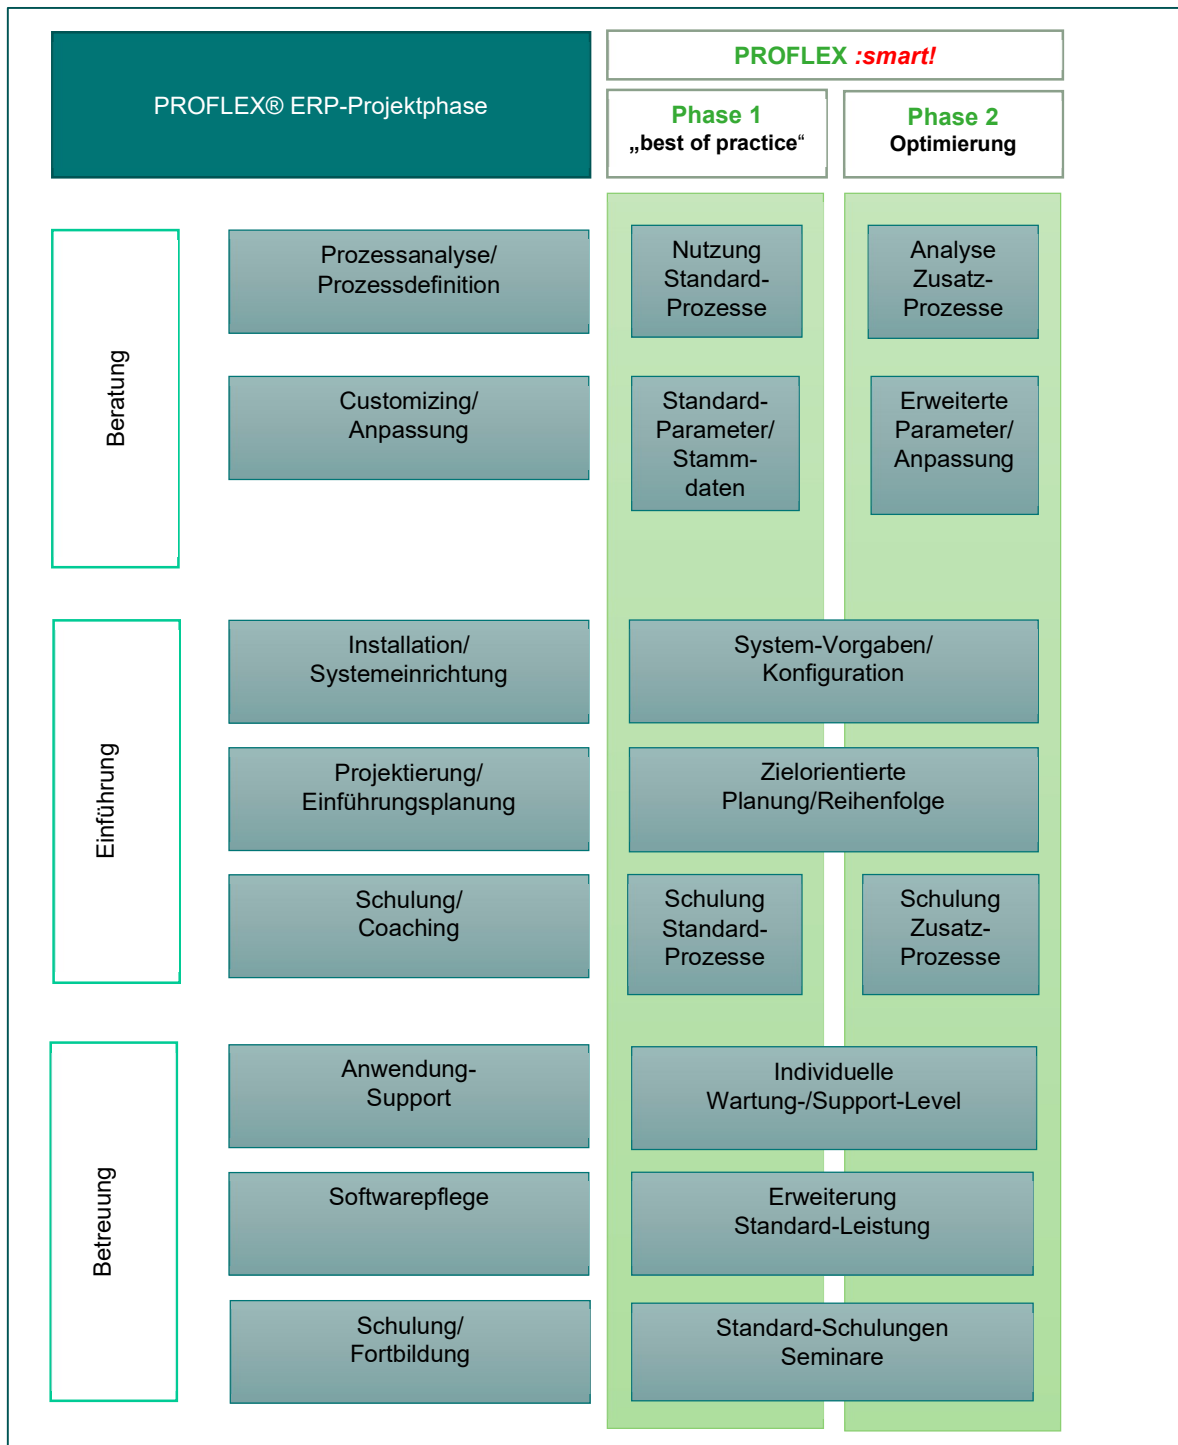 PROFLEX® ERP-Projektphase
PROFLEX :smart!
Phase 1
„best of practice“
Phase 2
Optimierung
Beratung
Prozessanalyse/
Prozessdefinition
Nutzung
Standard-
Prozesse
Analyse
Zusatz-
Prozesse
Customizing/
Anpassung
Standard-
Parameter/
Stamm-
daten
Erweiterte
Parameter/
Anpassung
Einführung
Installation/
Systemeinrichtung
System-Vorgaben/
Konfiguration
Projektierung/
Einführungsplanung
Zielorientierte
Planung/Reihenfolge
Schulung/
Coaching
Schulung
Standard-
Prozesse
Schulung
Zusatz-
Prozesse
Betreuung
Anwendung-
Support
Individuelle
Wartung-/Support-Level
Softwarepflege
Erweiterung
Standard-Leistung
Schulung/
Fortbildung
Standard-Schulungen
Seminare